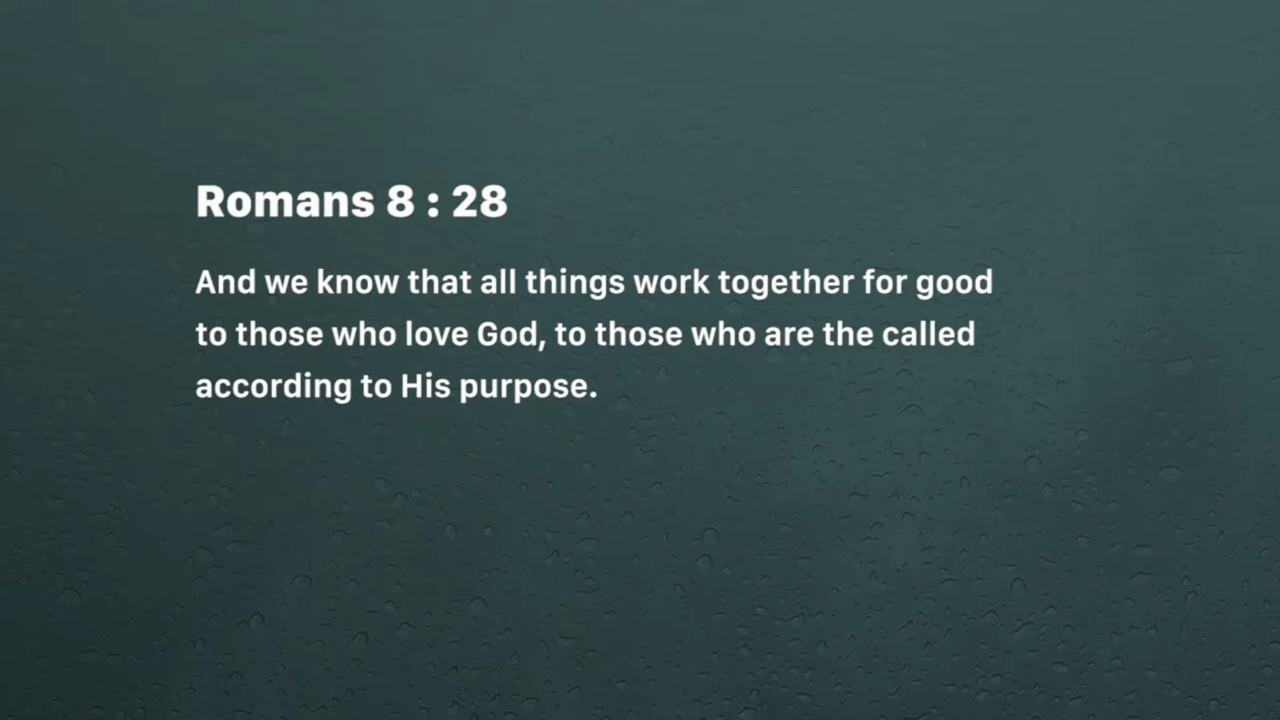 Romans 8 : 28
And we know that all things work together for good
to those who love God, to those who are the called
according to His purpose.